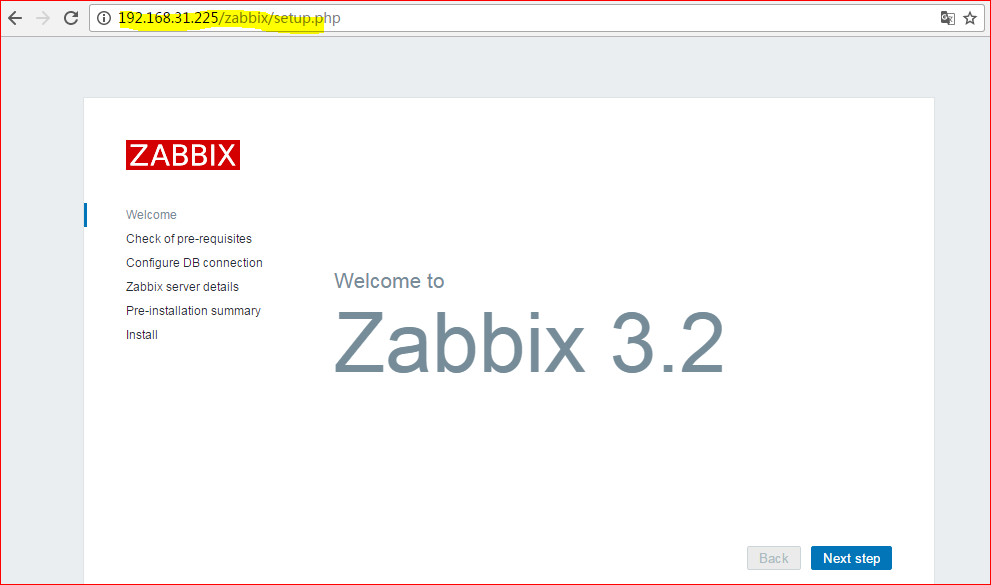 192.168.31.225/zabbix/setup.php
ZABBIX
Welcome
Check of pre-requisites
Configure DB connection
Zabbix server details
Pre-installation summary
Install
Welcome to
Zabbix 3.2
Back
Next step